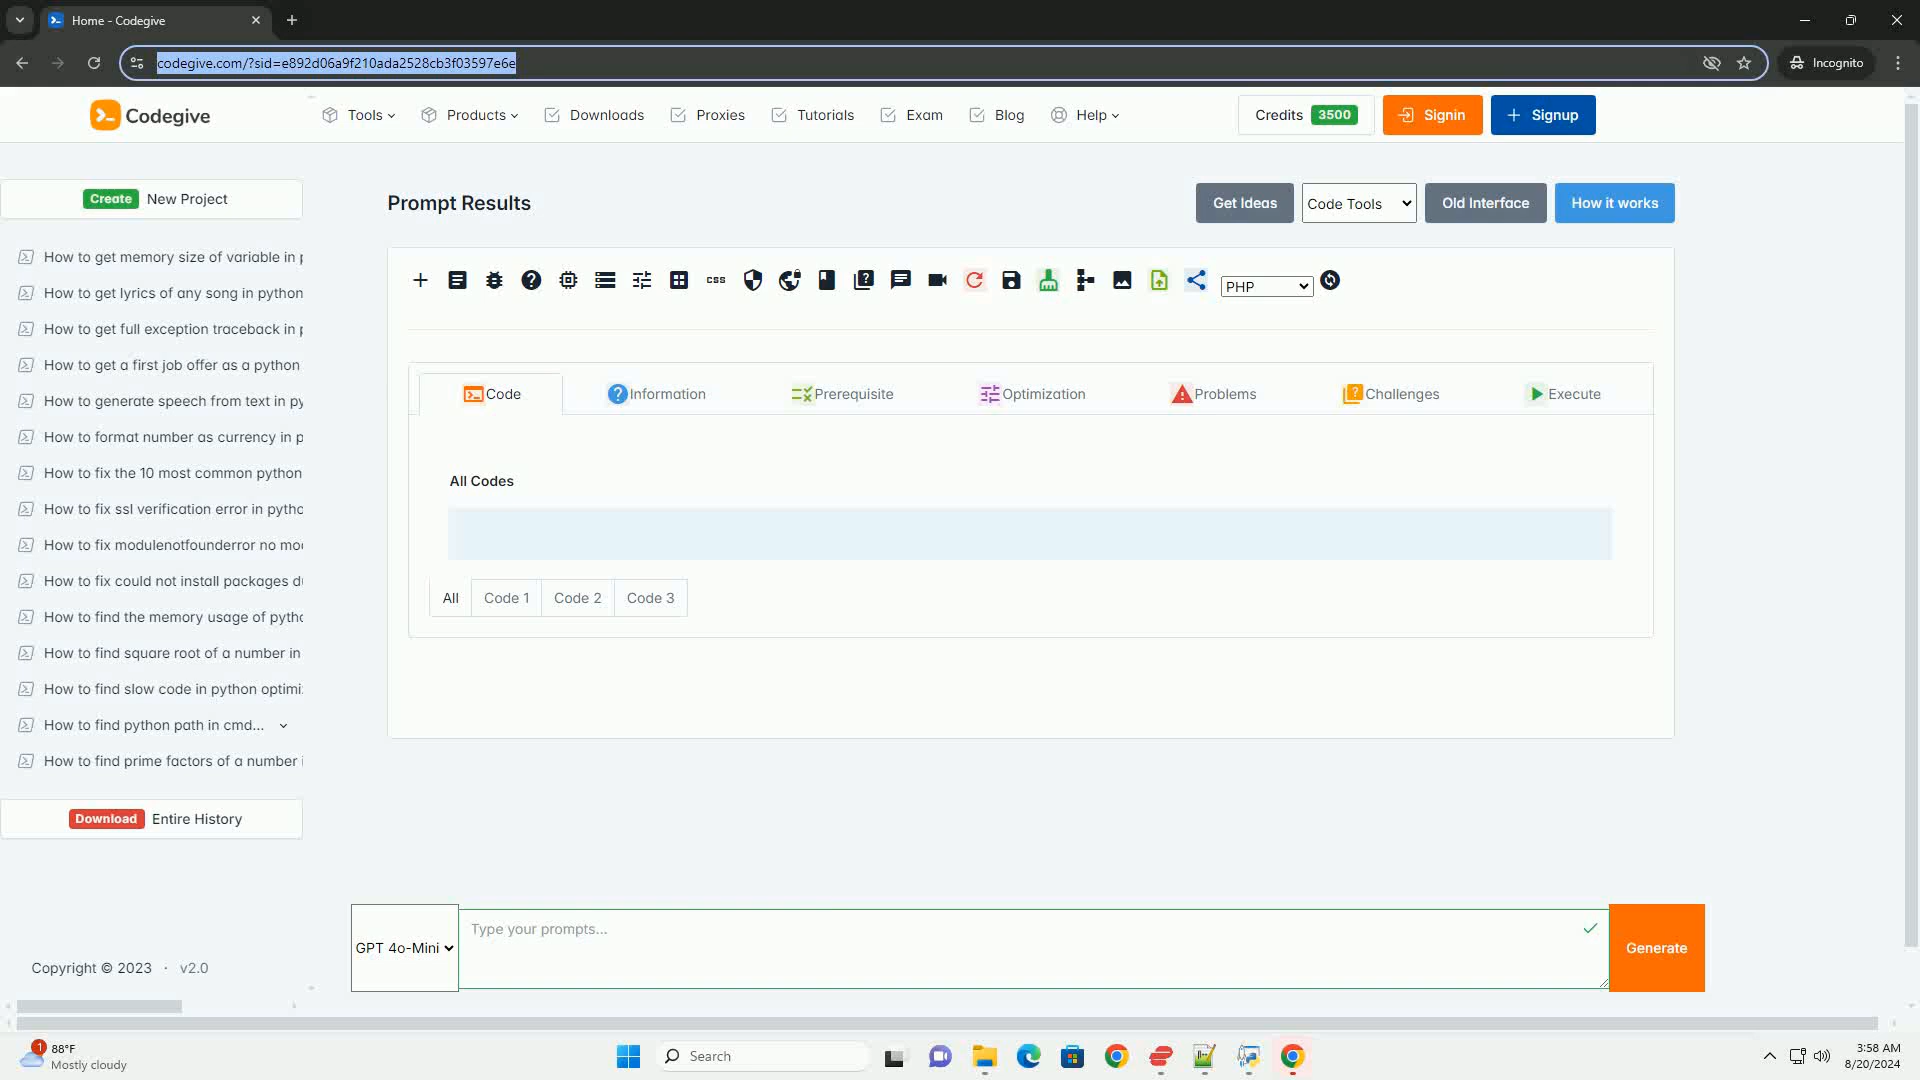 Home - Codegive
codegive.com/?sid=e892d06a9f210ada2528cb3f03597e6e
Incognito
Codegive
Tools
Products
Downloads
Proxies
Tutorials
Exam
Blog
Help
Credits 3500
Signin
Signup
Create New Project
How to get memory size of variable in p
How to get lyrics of any song in python
How to get full exception traceback in p
How to get a first job offer as a python
How to generate speech from text in py
How to format number as currency in p
How to fix the 10 most common python
How to fix ssl verification error in pytho
How to fix modulenotfounderror no mo
How to fix could not install packages du
How to find the memory usage of pytho
How to find square root of a number in
How to find slow code in python optimi
How to find python path in cmd...
How to find prime factors of a number i
Download Entire History
Copyright © 2023 · v2.0
Prompt Results
Get Ideas
Code Tools
Old Interface
How it works
css
PHP
Code
Information
Prerequisite
Optimization
Problems
Challenges
Execute
All Codes
All
Code 1
Code 2
Code 3
GPT 4o-Mini
Type your prompts...
Generate
1
88°F
Mostly cloudy
Search
3:58 AM
8/20/2024